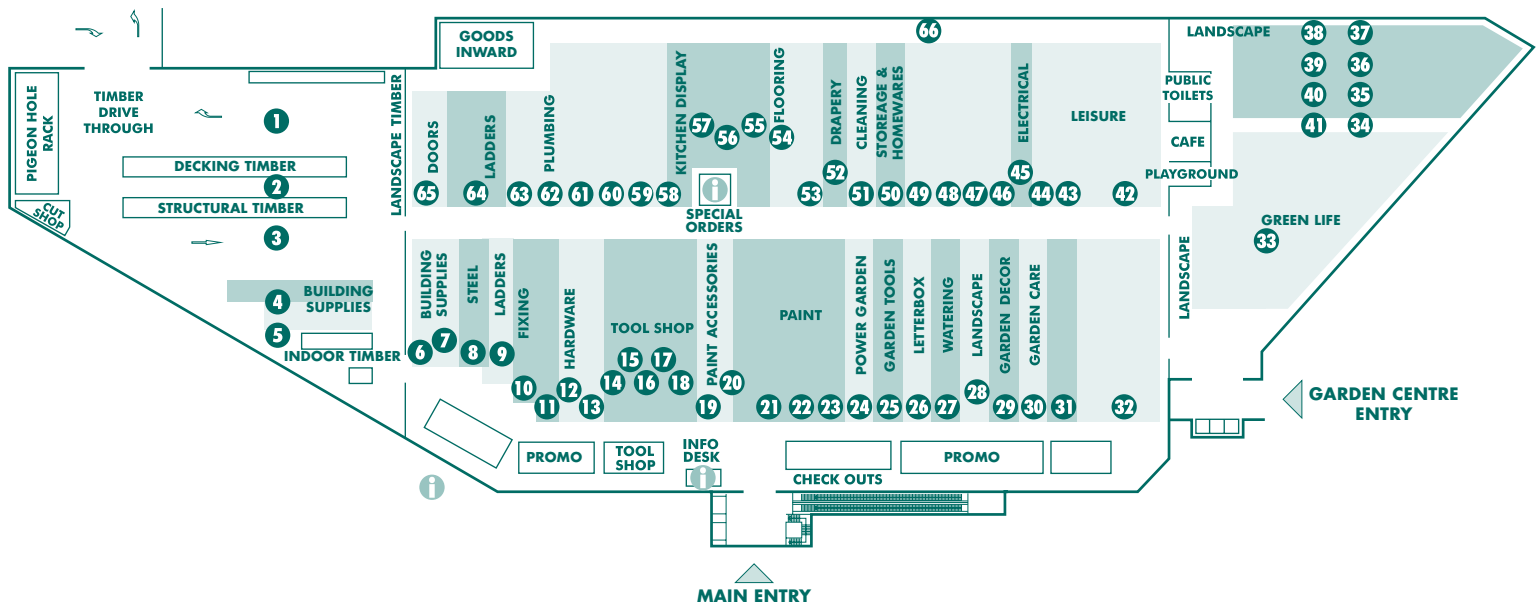 GOODS
INWARD
66
LANDSCAPE
38
37
39
36
40
35
41
34
PIGEON HOLE
RACK
TIMBER
DRIVE
THROUGH
1
DECKING TIMBER
2
STRUCTURAL TIMBER
CUT
SHOP
3
LANDSCAPE TIMBER
DOORS
LADDERS
PLUMBING
KITCHEN DISPLAY
57
56
55
FLOORING
54
DRAPERY
52
CLEANING
STOREAGE &
HOMEWARES
ELECTRICAL
45
LEISURE
PUBLIC
TOILETS
CAFE
PLAYGROUND
65
64
63
62
61
60
59
58
i
SPECIAL
ORDERS
53
51
50
49
48
47
46
44
43
42
GREEN LIFE
33
LANDSCAPE
4
BUILDING
SUPPLIES
5
INDOOR TIMBER
BUILDING
SUPPLIES
6
7
STEEL
8
LADDERS
9
FIXING
10
11
HARDWARE
12
13
TOOL SHOP
15
17
14
16
18
PAINT ACCESSORIES
19
20
PAINT
21
22
23
POWER GARDEN
24
GARDEN TOOLS
25
LETTERBOX
26
WATERING
27
LANDSCAPE
28
GARDEN DECOR
29
GARDEN CARE
30
31
32
GARDEN CENTRE
ENTRY
PROMO
TOOL
SHOP
INFO
DESK
i
CHECK OUTS
PROMO
i
MAIN ENTRY